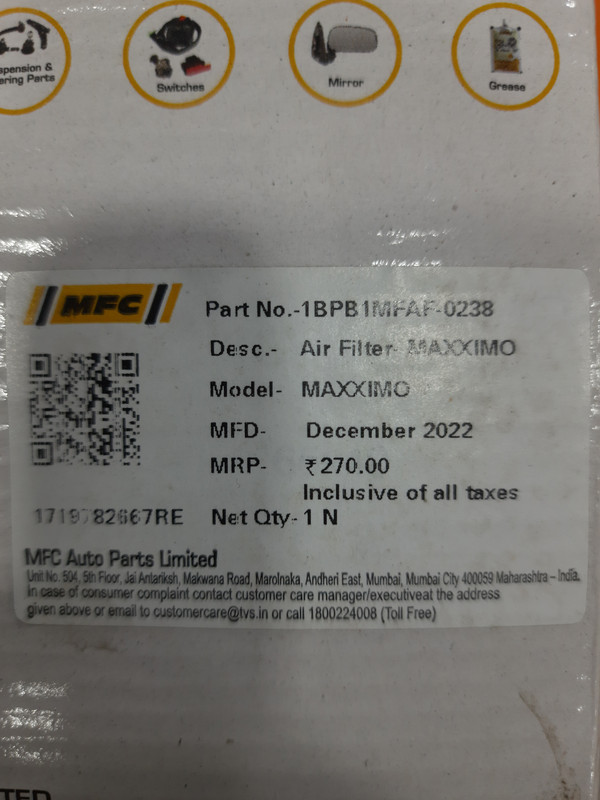 Switches
Mirror
Grease
ering Parts
MFC
Part No.-1BPB1MFAF-0238
Desc.- Air Filter- MAXXIMO
Model- MAXXIMO
MFD- December 2022
MRP- ₹270.00
Inclusive of all taxes
Net Qty- 1 N
MFC Auto Parts Limited
Unit No. 504, 5th Floor, Jai Antariksh, Makwana Road, Marolnaka, Andheri East, Mumbai, Mumbai City 400059 Maharashtra – India.
In case of consumer complaint contact customer care manager/executiveat the address
given above or email to customercare@tvs.in or call 1800224008 (Toll Free)